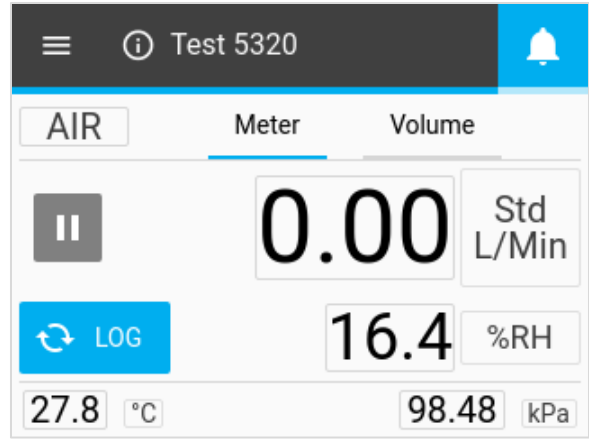 Test 5320
AIR Meter Volume
0.00 Std L/Min
LOG 16.4 %RH
27.8 °C 98.48 kPa